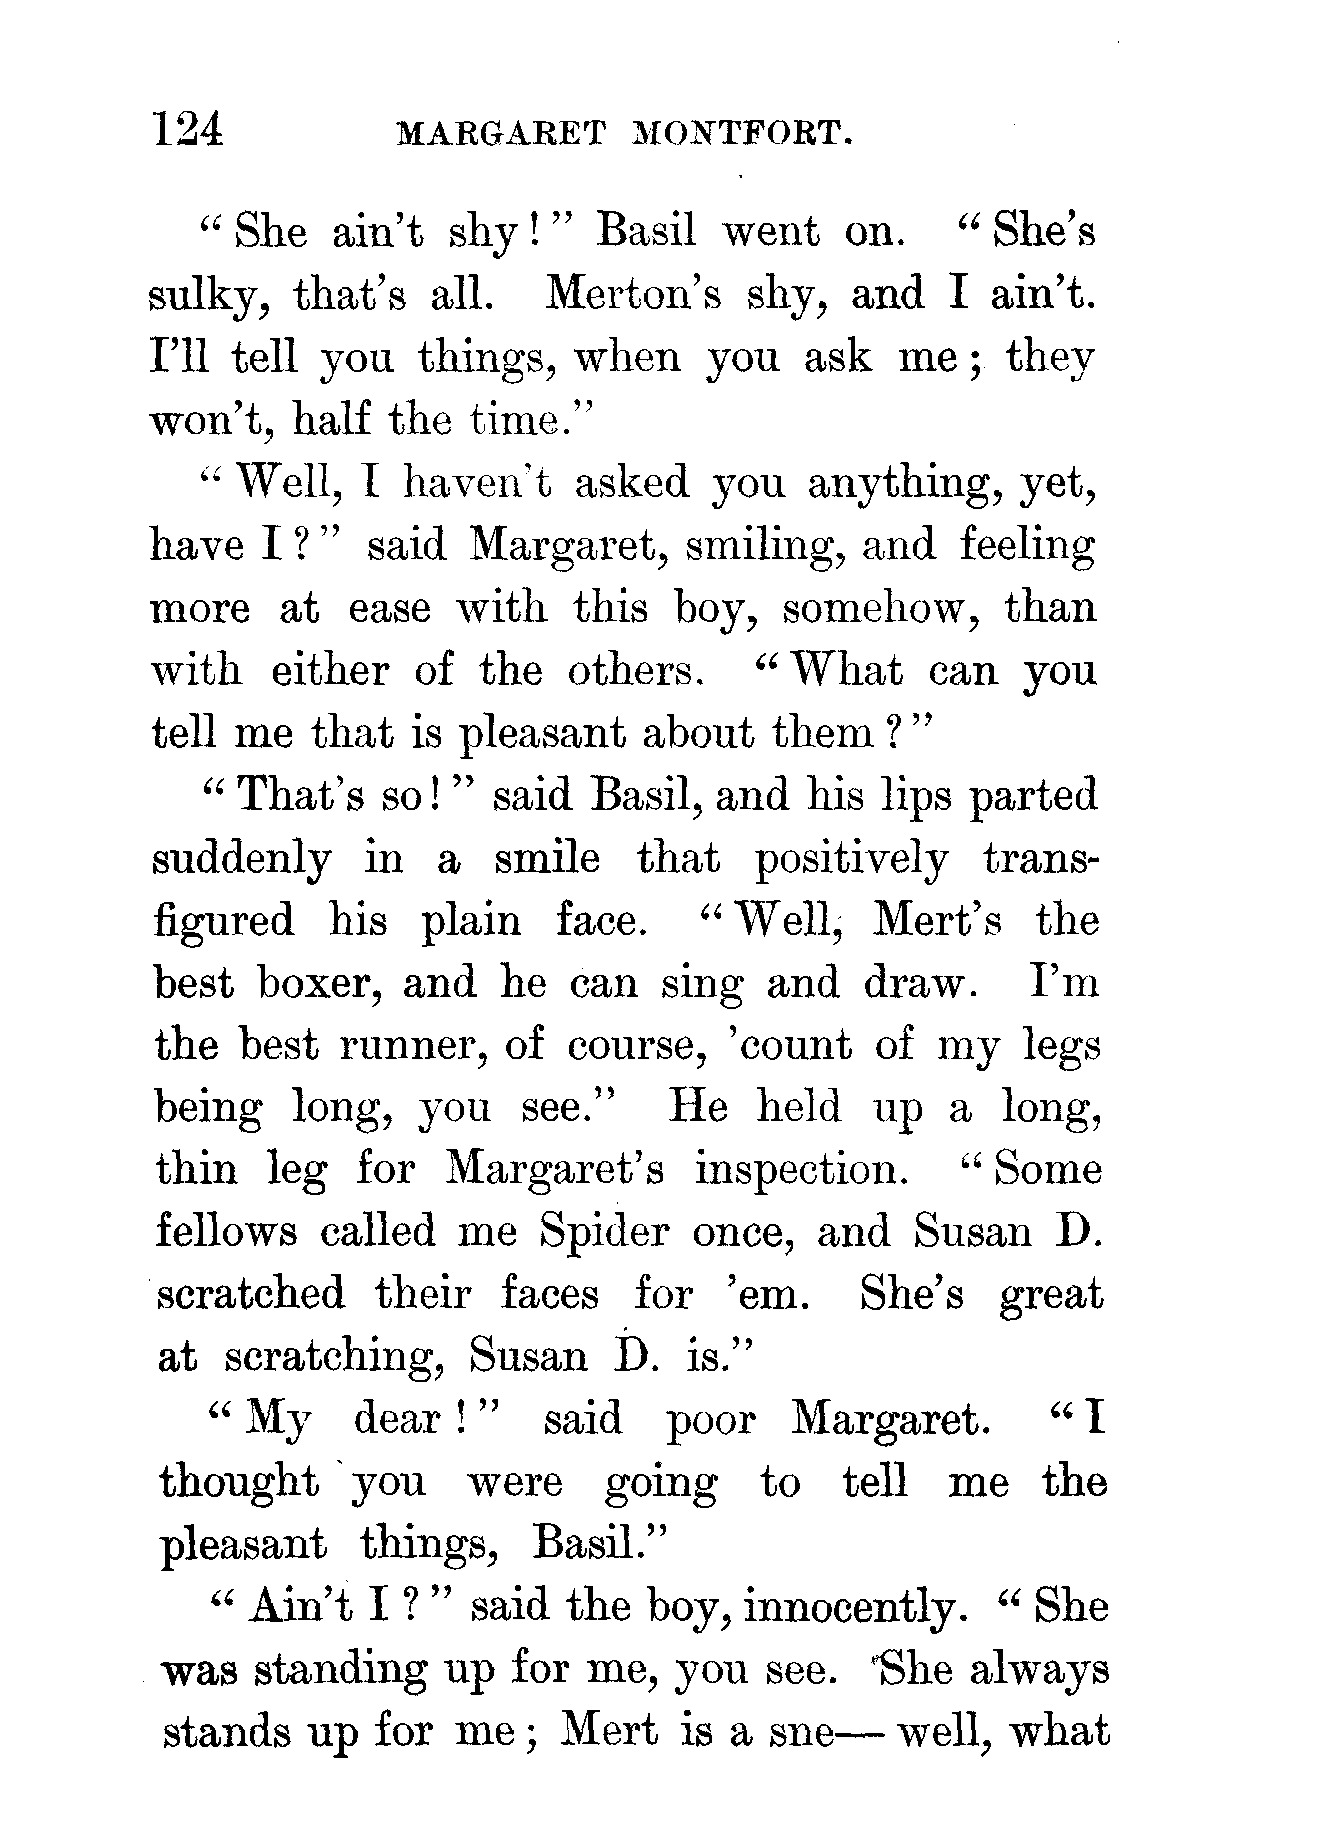 124 MARGARET MONTFORT.
“ She ain’t shy ! ” Basil went on. “ She’s
sulky, that’s all. Merton’s shy, and I ain’t.
I’ll tell you things, when you ask me ; they
won’t, half the time.”
“ Well, I haven’t asked you anything, yet,
have I ? ” said Margaret, smiling, and feeling
more at ease with this boy, somehow, than
with either of the others. “ What can you
tell me that is pleasant about them ? ”
“ That’s so ! ” said Basil, and his lips parted
suddenly in a smile that positively trans-
figured his plain face. “ Well, Mert’s the
best boxer, and he can sing and draw. I’m
the best runner, of course, ’count of my legs
being long, you see.” He held up a long,
thin leg for Margaret’s inspection. “ Some
fellows called me Spider once, and Susan D.
scratched their faces for ’em. She’s great
at scratching, Susan D. is.”
“ My dear ! ” said poor Margaret. “ I
thought you were going to tell me the
pleasant things, Basil.”
“ Ain’t I ? ” said the boy, innocently. “ She
was standing up for me, you see. She always
stands up for me ; Mert is a sne— well, what